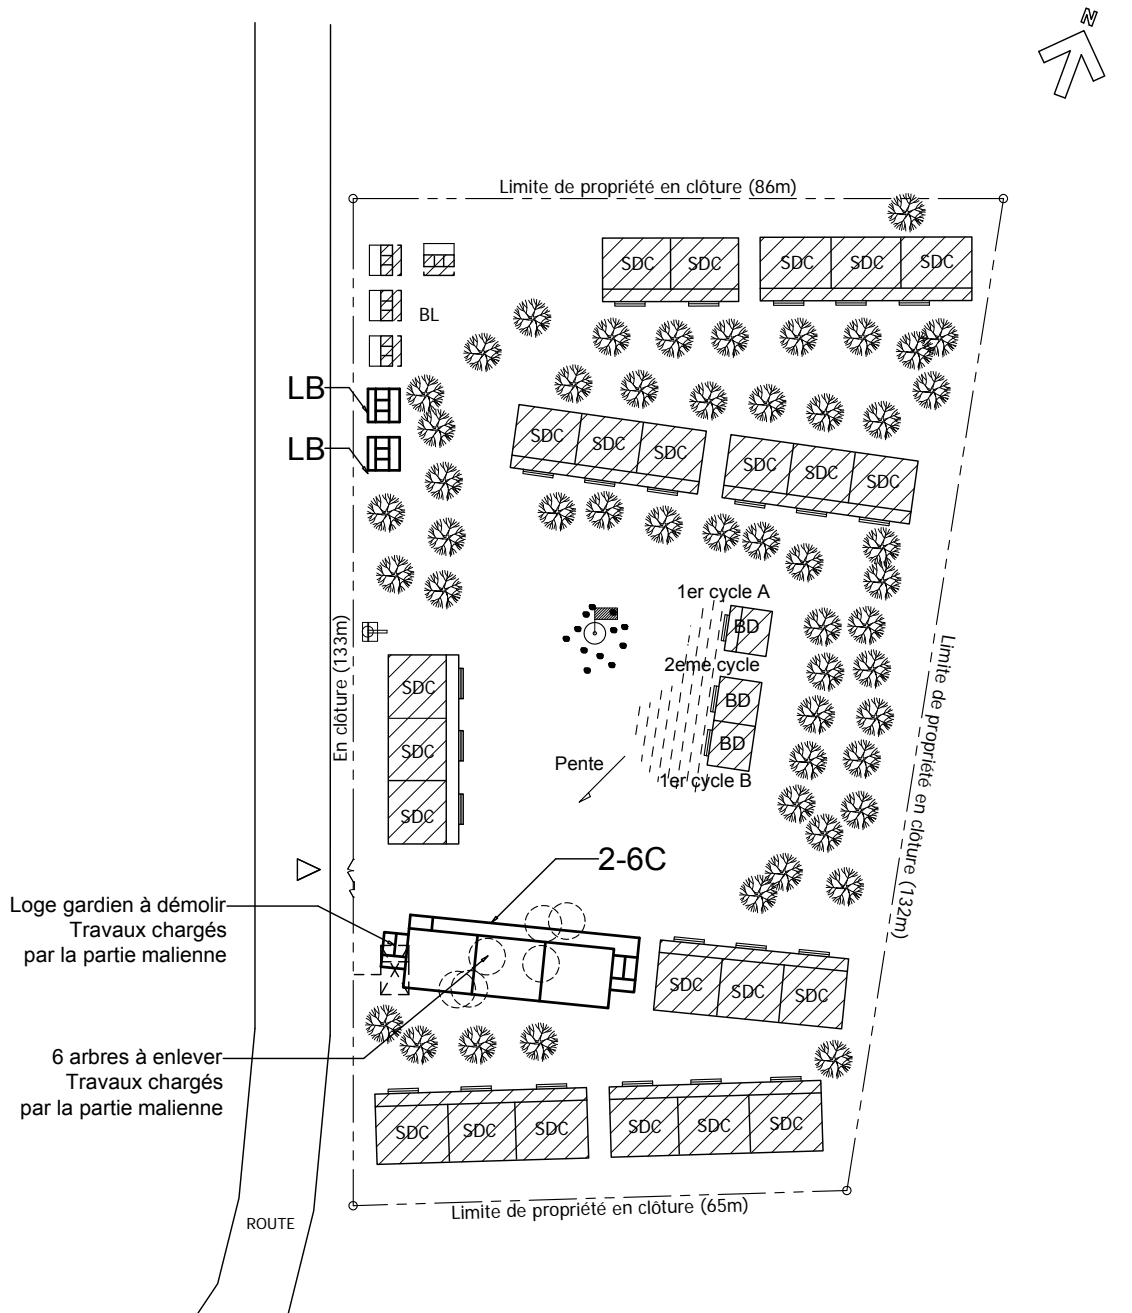 N
Limite de propriété en clôture (86m)
SDC SDC SDC SDC SDC
BL
LB
LB
SDC SDC SDC SDC SDC SDC
1er cycle A
BD
2eme cycle
BD
BD
1er cycle B
En clôture (133m)
SDC
SDC
SDC
Limite de propriété en clôture (132m)
Pente
2-6C
Loge gardien à démolir
Travaux chargés
par la partie malienne
SDC SDC SDC
6 arbres à enlever
Travaux chargés
par la partie malienne
SDC SDC SDC SDC SDC SDC
Limite de propriété en clôture (65m)
ROUTE